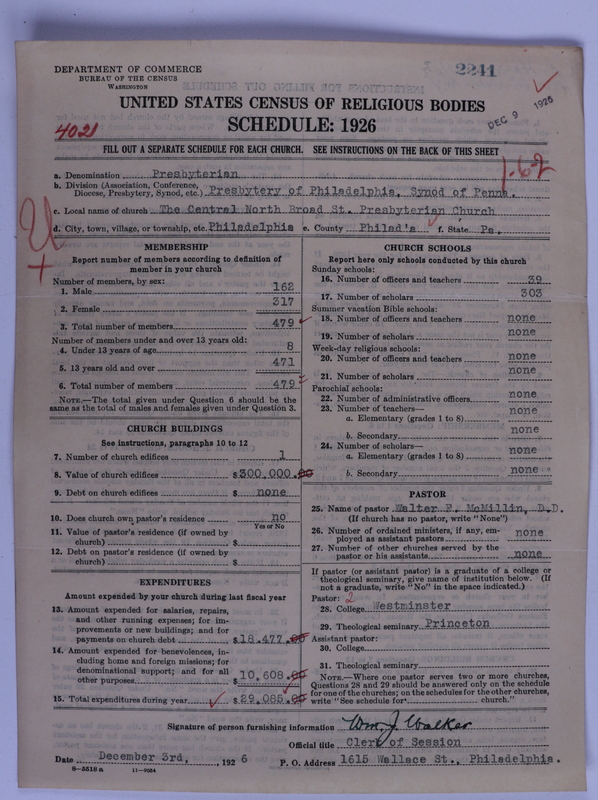 2241
DEPARTMENT OF COMMERCE
BUREAU OF THE CENSUS
WASHINGTON
DEC 9 1926
UNITED STATES CENSUS OF RELIGIOUS BODIES
SCHEDULE: 1926
4021
FILL OUT A SEPARATE SCHEDULE FOR EACH CHURCH. SEE INSTRUCTIONS ON THE BACK OF THIS SHEET
1-62
a. Denomination Presbyterian
b. Division (Association, Conference, Diocese, Presbytery, Synod, etc.) Presbytery of Philadelphia, Synod of Penna.
c. Local name of church The Central North Broad St. Presbyterian Church
d. City, town, village, or township, etc. Philadelphia e. County Philad'a f. State Pa.
MEMBERSHIP
Report number of members according to definition of
member in your church
Number of members, by sex:
1. Male 162
2. Female 317
3. Total number of members 479
Number of members under and over 13 years old:
4. Under 13 years of age 8
5. 13 years old and over 471
6. Total number of members 479
NOTE.—The total given under Question 6 should be the
same as the total of males and females given under Question 3.
CHURCH BUILDINGS
See instructions, paragraphs 10 to 12
7. Number of church edifices 1
8. Value of church edifices $300,000.00
9. Debt on church edifices $ none
10. Does church own pastor's residence no
Yes or No
11. Value of pastor's residence (if owned by
church) $
12. Debt on pastor's residence (if owned by
church) $
EXPENDITURES
Amount expended by your church during last fiscal year
13. Amount expended for salaries, repairs,
and other running expenses; for im-
provements or new buildings; and for
payments on church debt $18,477.00
14. Amount expended for benevolences, in-
cluding home and foreign missions; for
denominational support; and for all
other purposes 10,608.00
15. Total expenditures during year $29,085.00
CHURCH SCHOOLS
Report here only schools conducted by this church
Sunday schools:
16. Number of officers and teachers 39
17. Number of scholars 303
Summer vacation Bible schools:
18. Number of officers and teachers none
19. Number of scholars none
Week-day religious schools:
20. Number of officers and teachers none
21. Number of scholars none
Parochial schools:
22. Number of administrative officers none
23. Number of teachers—
a. Elementary (grades 1 to 8) none
b. Secondary none
24. Number of scholars—
a. Elementary (grades 1 to 8) none
b. Secondary none
PASTOR
25. Name of pastor Walter F. McMillin, D.D.
(If church has no pastor, write "None")
26. Number of ordained ministers, if any, em-
ployed as assistant pastors none
27. Number of other churches served by the
pastor or his assistants none
If pastor (or assistant pastor) is a graduate of a college or
theological seminary, give name of institution below. (If
not a graduate, write "No" in the space indicated.)
Pastor: 2
28. College Westminster
29. Theological seminary Princeton
Assistant pastor:
30. College
31. Theological seminary
NOTE.—Where one pastor serves two or more churches,
Questions 28 and 29 should be answered only on the schedule
for one of the churches; on the schedules for the other churches,
write "See schedule for church."
Signature of person furnishing information Wm. J. Walker
Official title Clerk of Session
Date December 3rd, 1926 P. O. Address 1615 Wallace St., Philadelphia.
8—5518 a 11—9034